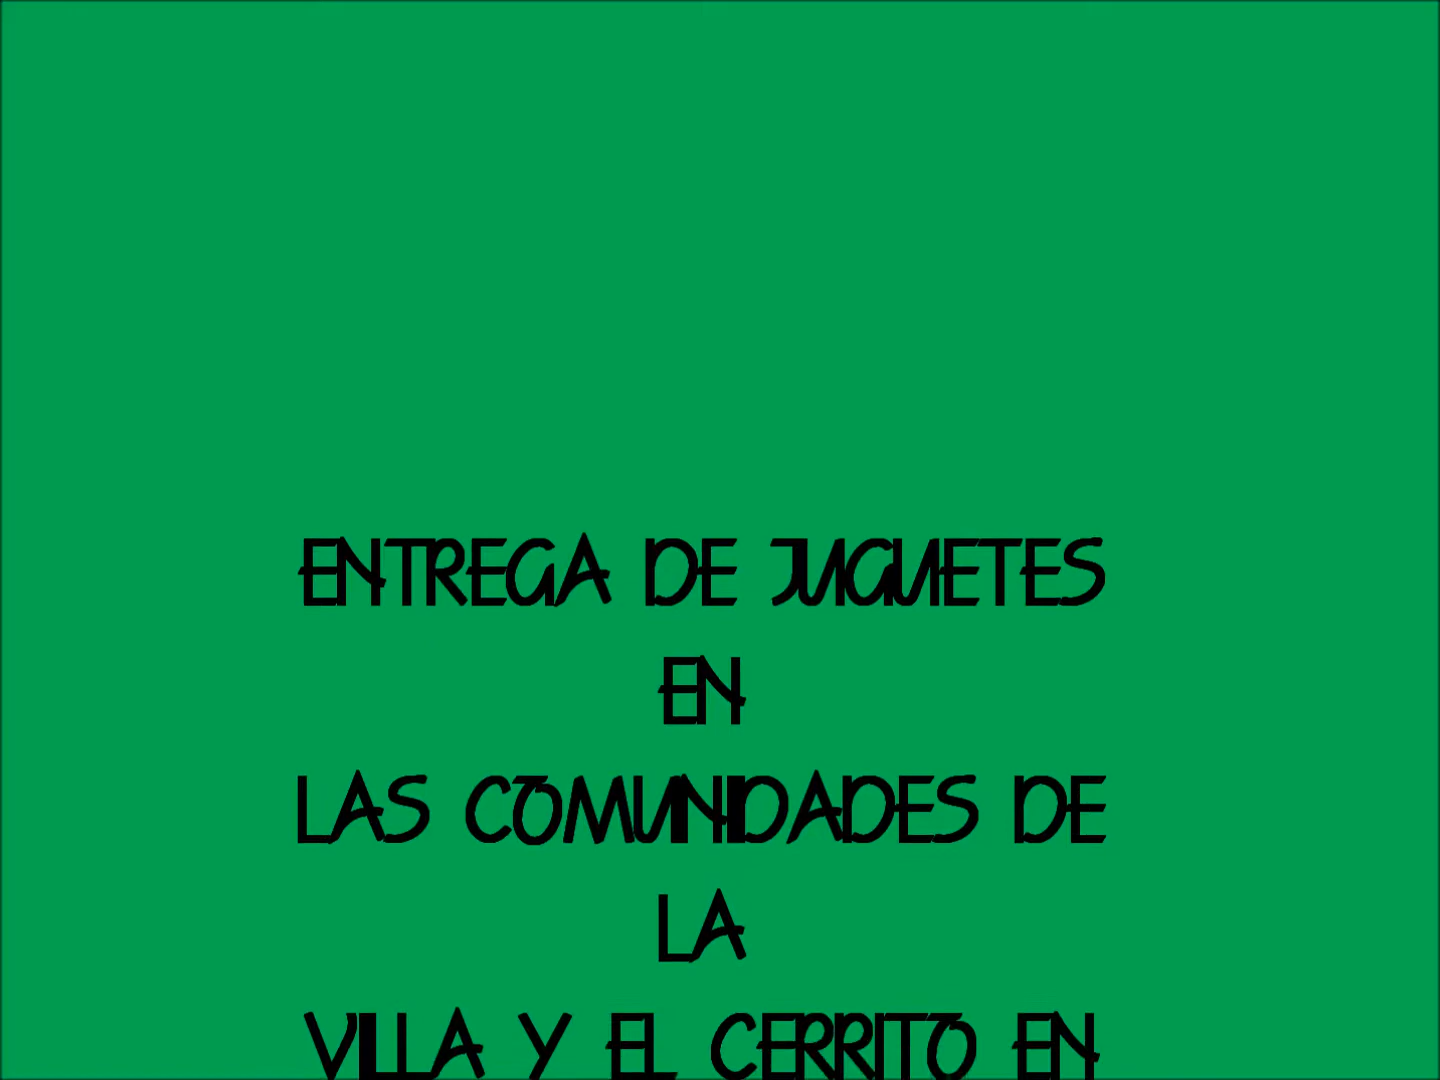 ENTREGA DE JUGUETES
EN
LAS COMUNIDADES DE
LA
VILLA Y EL CERRITO EN